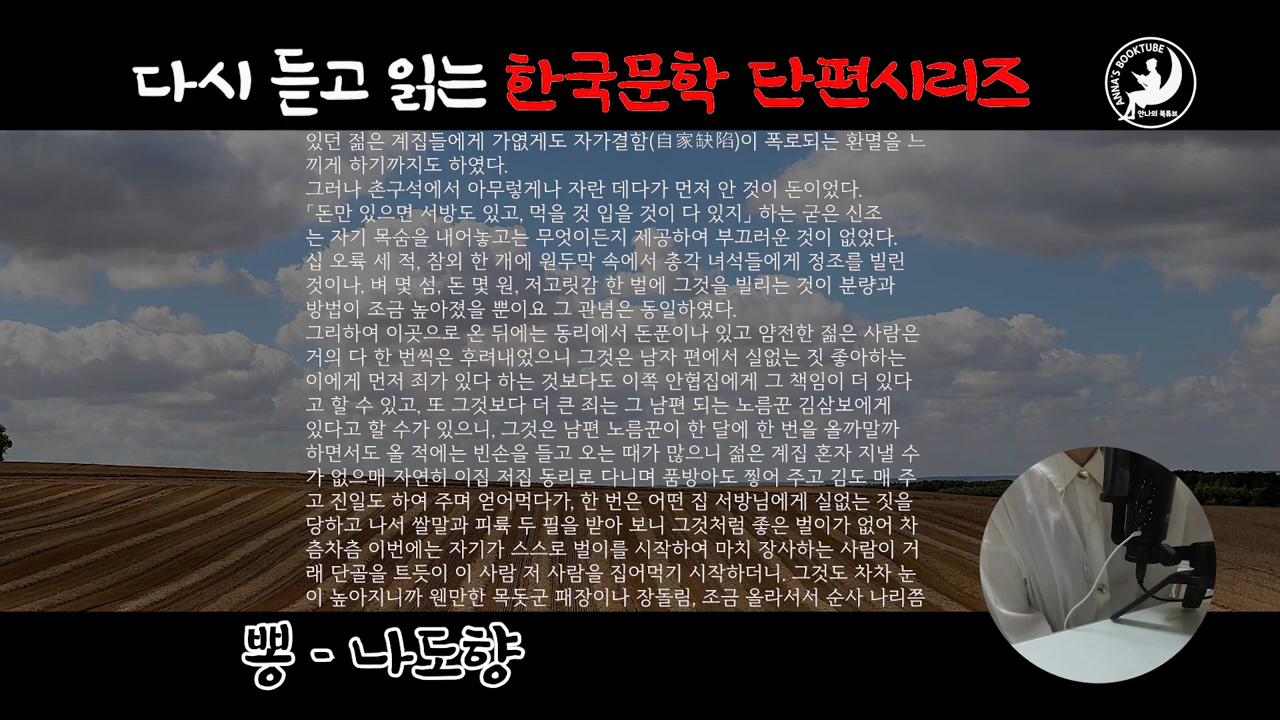 다시 듣고 읽는 한국문학 단편시리즈
ANNA'S BOOKTUBE
안나의 북튜브
있던 젊은 계집들에게 가엾게도 자가결함(自家缺陷)이 폭로되는 환멸을 느
끼게 하기까지도 하였다.
그러나 촌구석에서 아무렇게나 자란 데다가 먼저 안 것이 돈이었다.
「돈만 있으면 서방도 있고, 먹을 것 입을 것이 다 있지」 하는 굳은 신조
는 자기 목숨을 내어놓고는 무엇이든지 제공하여 부끄러운 것이 없었다.
십 오륙 세 적, 참외 한 개에 원두막 속에서 총각 녀석들에게 정조를 빌린
것이나, 벼 몇 섬, 돈 몇 원, 저고릿감 한 벌에 그것을 빌리는 것이 분량과
방법이 조금 높아졌을 뿐이요 그 관념은 동일하였다.
그리하여 이곳으로 온 뒤에는 동리에서 돈푼이나 있고 얌전한 젊은 사람은
거의 다 한 번씩은 후려내었으니 그것은 남자 편에서 실없는 짓 좋아하는
이에게 먼저 죄가 있다 하는 것보다도 이쪽 안협집에게 그 책임이 더 있다
고 할 수 있고, 또 그것보다 더 큰 죄는 그 남편 되는 노름꾼 김삼보에게
있다고 할 수가 있으니, 그것은 남편 노름꾼이 한 달에 한 번을 올까말까
하면서도 올 적에는 빈손을 들고 오는 때가 많으니 젊은 계집 혼자 지낼 수
가 없으매 자연히 이집 저집 동리로 다니며 품방아도 찧어 주고 김도 매 주
고 진일도 하여 주며 얻어먹다가, 한 번은 어떤 집 서방님에게 실없는 짓을
당하고 나서 쌀말과 피륙 두 필을 받아 보니 그것처럼 좋은 벌이가 없어 차
츰차츰 이번에는 자기가 스스로 벌이를 시작하여 마치 장사하는 사람이 거
래 단골을 트듯이 이 사람 저 사람을 집어먹기 시작하더니. 그것도 차차 눈
이 높아지니까 웬만한 목돗군 패장이나 장돌림, 조금 올라서서 순사 나리쯤
뽕 - 나도향